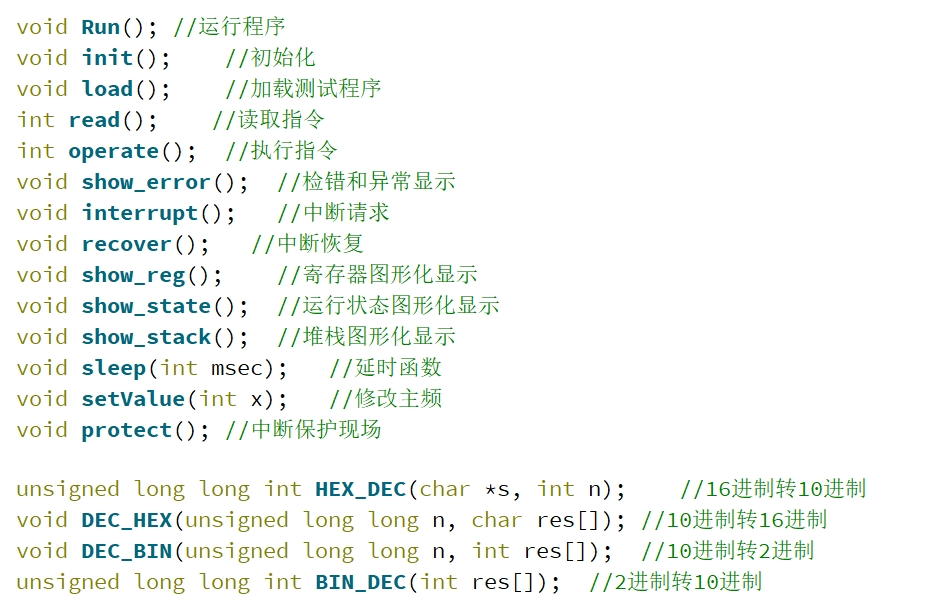 void Run(); //运行程序
void init();    //初始化
void load();    //加载测试程序
int read();    //读取指令
int operate();  //执行指令
void show_error();  //检错和异常显示
void interrupt();   //中断请求
void recover();   //中断恢复
void show_reg();    //寄存器图形化显示
void show_state();  //运行状态图形化显示
void show_stack();  //堆栈图形化显示
void sleep(int msec);   //延时函数
void setValue(int x);   //修改主频
void protect(); //中断保护现场
unsigned long long int HEX_DEC(char *s, int n);    //16进制转10进制
void DEC_HEX(unsigned long long n, char res[]); //10进制转16进制
void DEC_BIN(unsigned long long n, int res[]);  //10进制转2进制
unsigned long long int BIN_DEC(int res[]);  //2进制转10进制